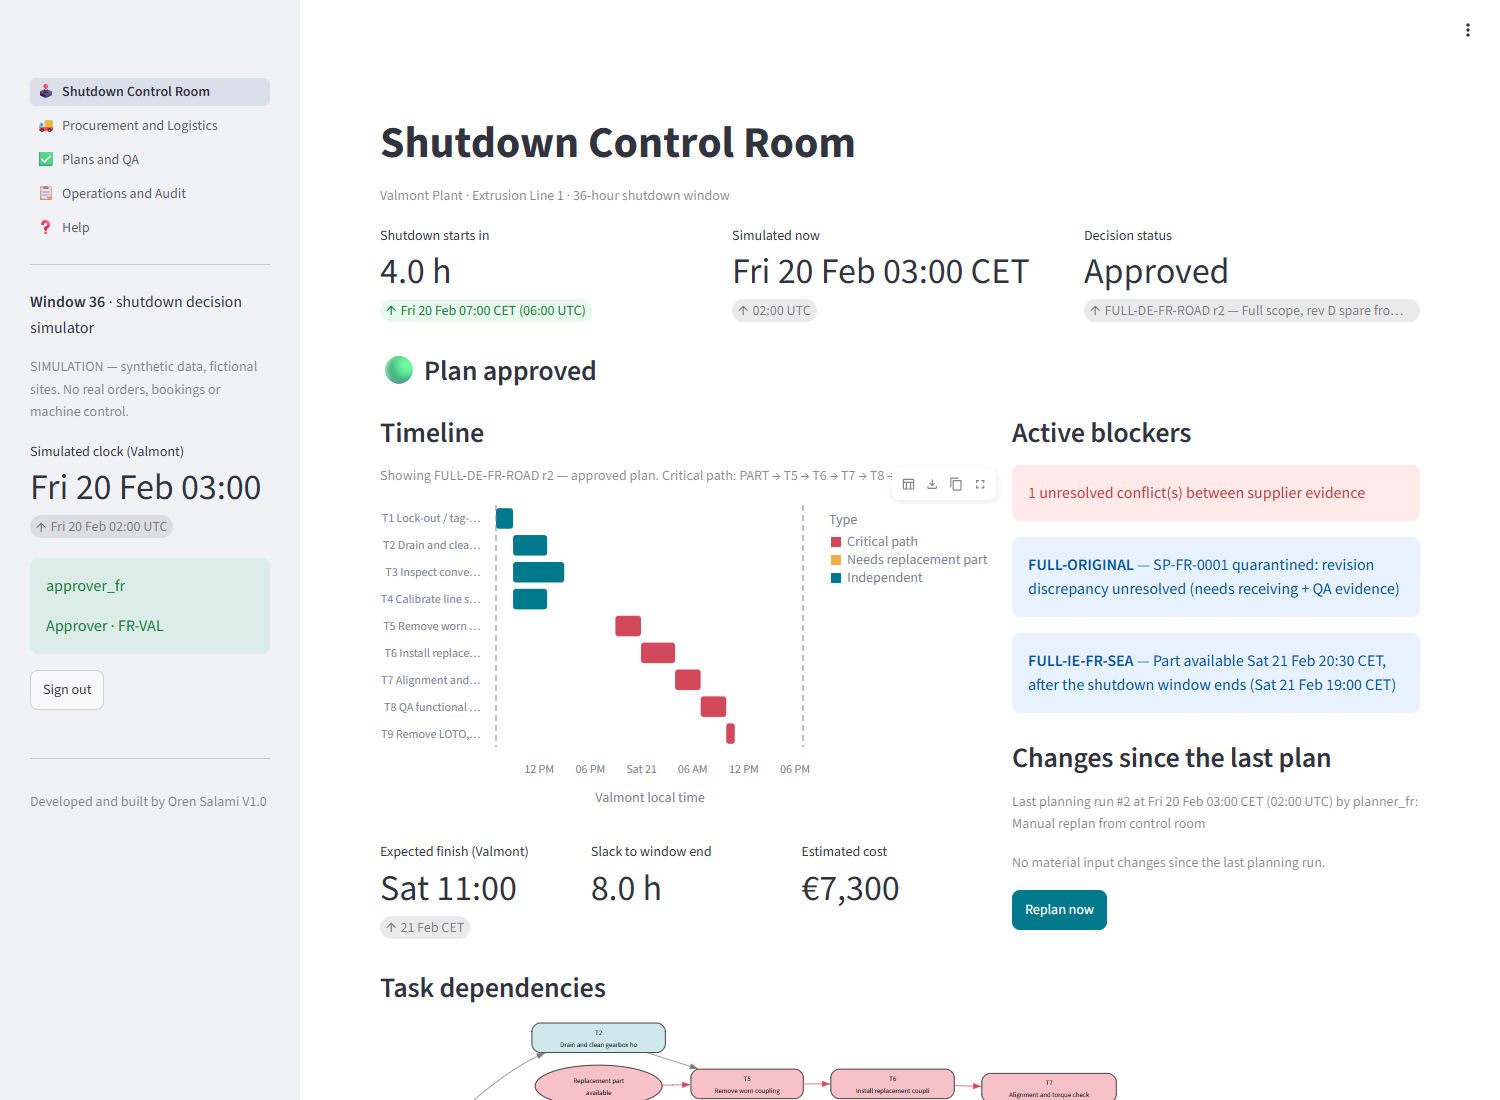 Shutdown Control Room
Procurement and Logistics
Plans and QA
Operations and Audit
Help
Window 36 · shutdown decision
simulator
SIMULATION — synthetic data, fictional
sites. No real orders, bookings or
machine control.
Simulated clock (Valmont)
Fri 20 Feb 03:00
↑ Fri 20 Feb 02:00 UTC
approver_fr
Approver · FR-VAL
Sign out
Developed and built by Oren Salami V1.0
Shutdown Control Room
Valmont Plant · Extrusion Line 1 · 36-hour shutdown window
Shutdown starts in
4.0 h
↑ Fri 20 Feb 07:00 CET (06:00 UTC)
Simulated now
Fri 20 Feb 03:00 CET
↑ 02:00 UTC
Decision status
Approved
↑ FULL-DE-FR-ROAD r2 — Full scope, rev D spare fro…
Plan approved
Timeline
Showing FULL-DE-FR-ROAD r2 — approved plan. Critical path: PART → T5 → T6 → T7 → T8 →
T1 Lock-out / tag-…
T2 Drain and clea…
T3 Inspect conve…
T4 Calibrate line s…
T5 Remove worn …
T6 Install replace…
T7 Alignment and…
T8 QA functional …
T9 Remove LOTO,…
12 PM 06 PM Sat 21 06 AM 12 PM 06 PM
Valmont local time
Type
Critical path
Needs replacement part
Independent
Expected finish (Valmont)
Sat 11:00
↑ 21 Feb CET
Slack to window end
8.0 h
Estimated cost
€7,300
Active blockers
1 unresolved conflict(s) between supplier evidence
FULL-ORIGINAL — SP-FR-0001 quarantined: revision
discrepancy unresolved (needs receiving + QA evidence)
FULL-IE-FR-SEA — Part available Sat 21 Feb 20:30 CET,
after the shutdown window ends (Sat 21 Feb 19:00 CET)
Changes since the last plan
Last planning run #2 at Fri 20 Feb 03:00 CET (02:00 UTC) by planner_fr:
Manual replan from control room
No material input changes since the last planning run.
Replan now
Task dependencies
T2
Drain and clean gearbox ho
Replacement part
available
T5
Remove worn coupling
T6
Install replacement coupli
T7
Alignment and torque check